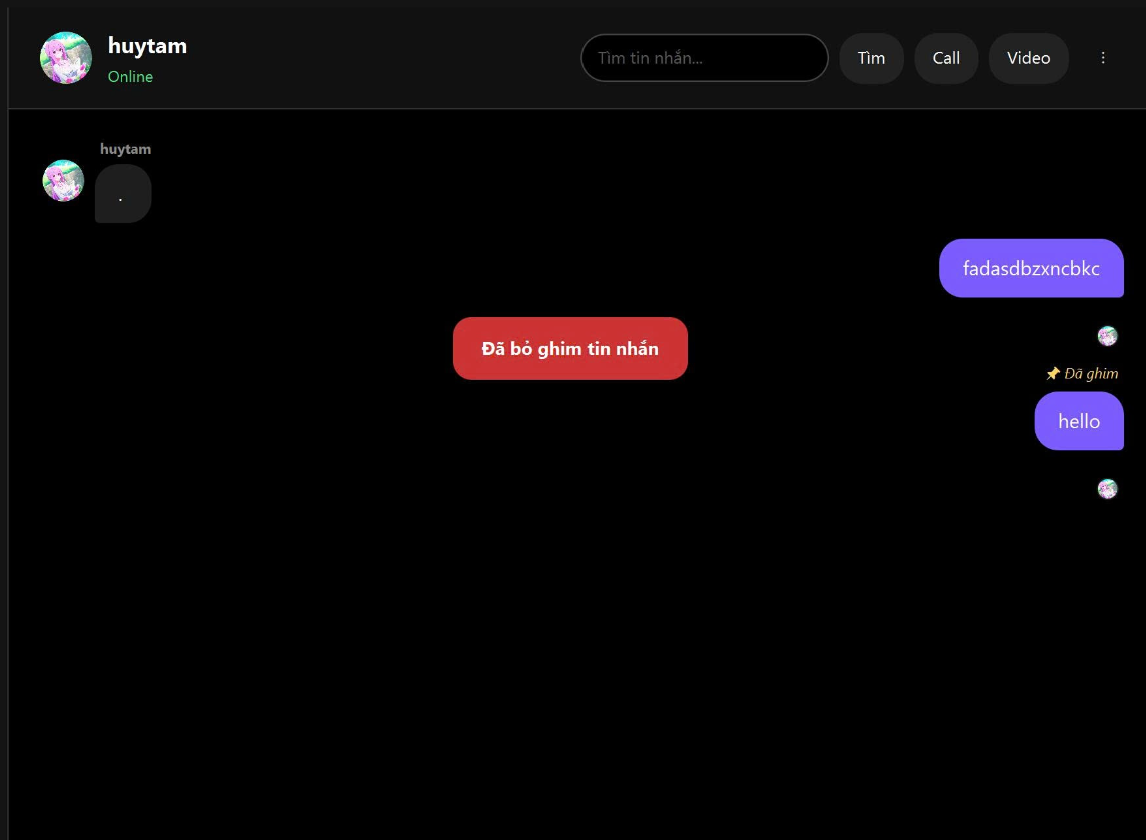 huytam
Online
Tìm tin nhắn...
Tìm
Call
Video
huytam
.
fadasdbzxncbkc
Đã bỏ ghim tin nhắn
📌 Đã ghim
hello